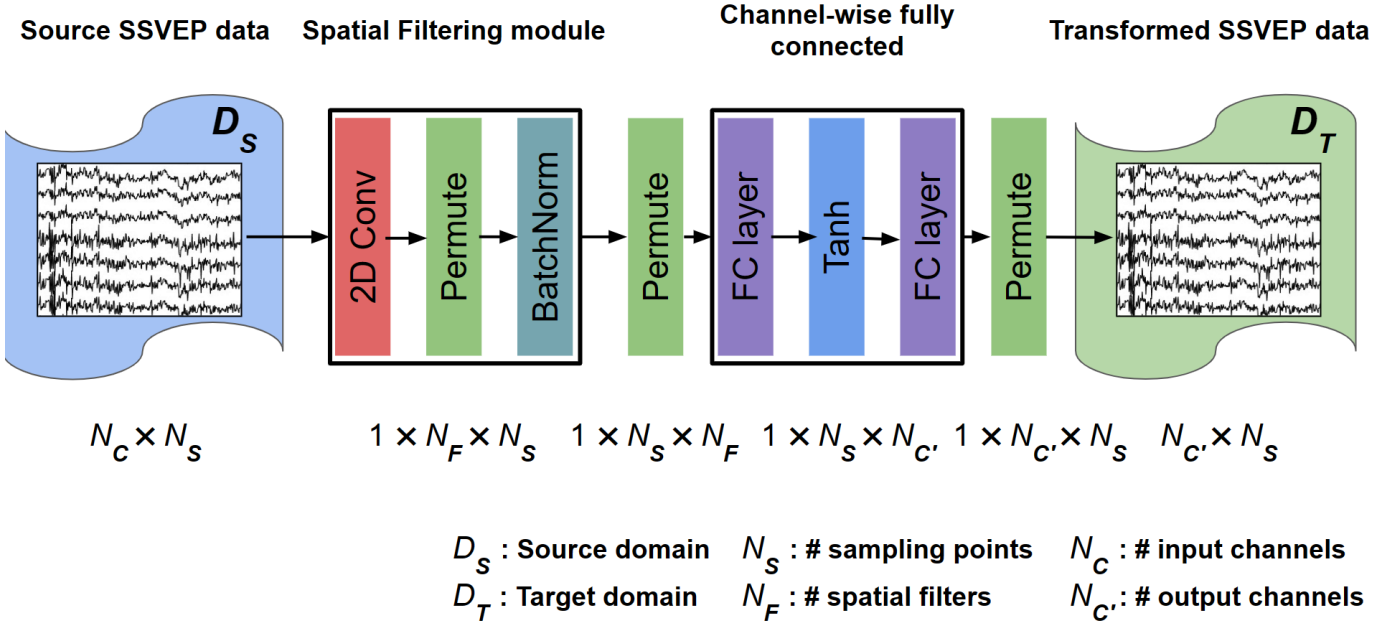 Source SSVEP data
Spatial Filtering module
Channel-wise fully
connected
Transformed SSVEP data
D_S
2D Conv
Permute
BatchNorm
Permute
FC layer
Tanh
FC layer
Permute
D_T
N_C × N_S
1 × N_F × N_S
1 × N_S × N_F
1 × N_S × N_C'
1 × N_C' × N_S
N_C' × N_S
D_S : Source domain
N_S : # sampling points
N_C : # input channels
D_T : Target domain
N_F : # spatial filters
N_C' : # output channels